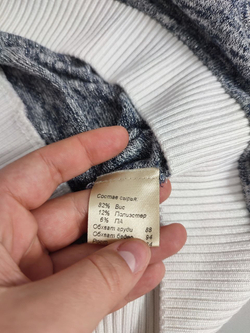 Состав сырья
82% Вис
12% Полиэстер
6% ПА
Обхват груди 88
Обхват бедер 94